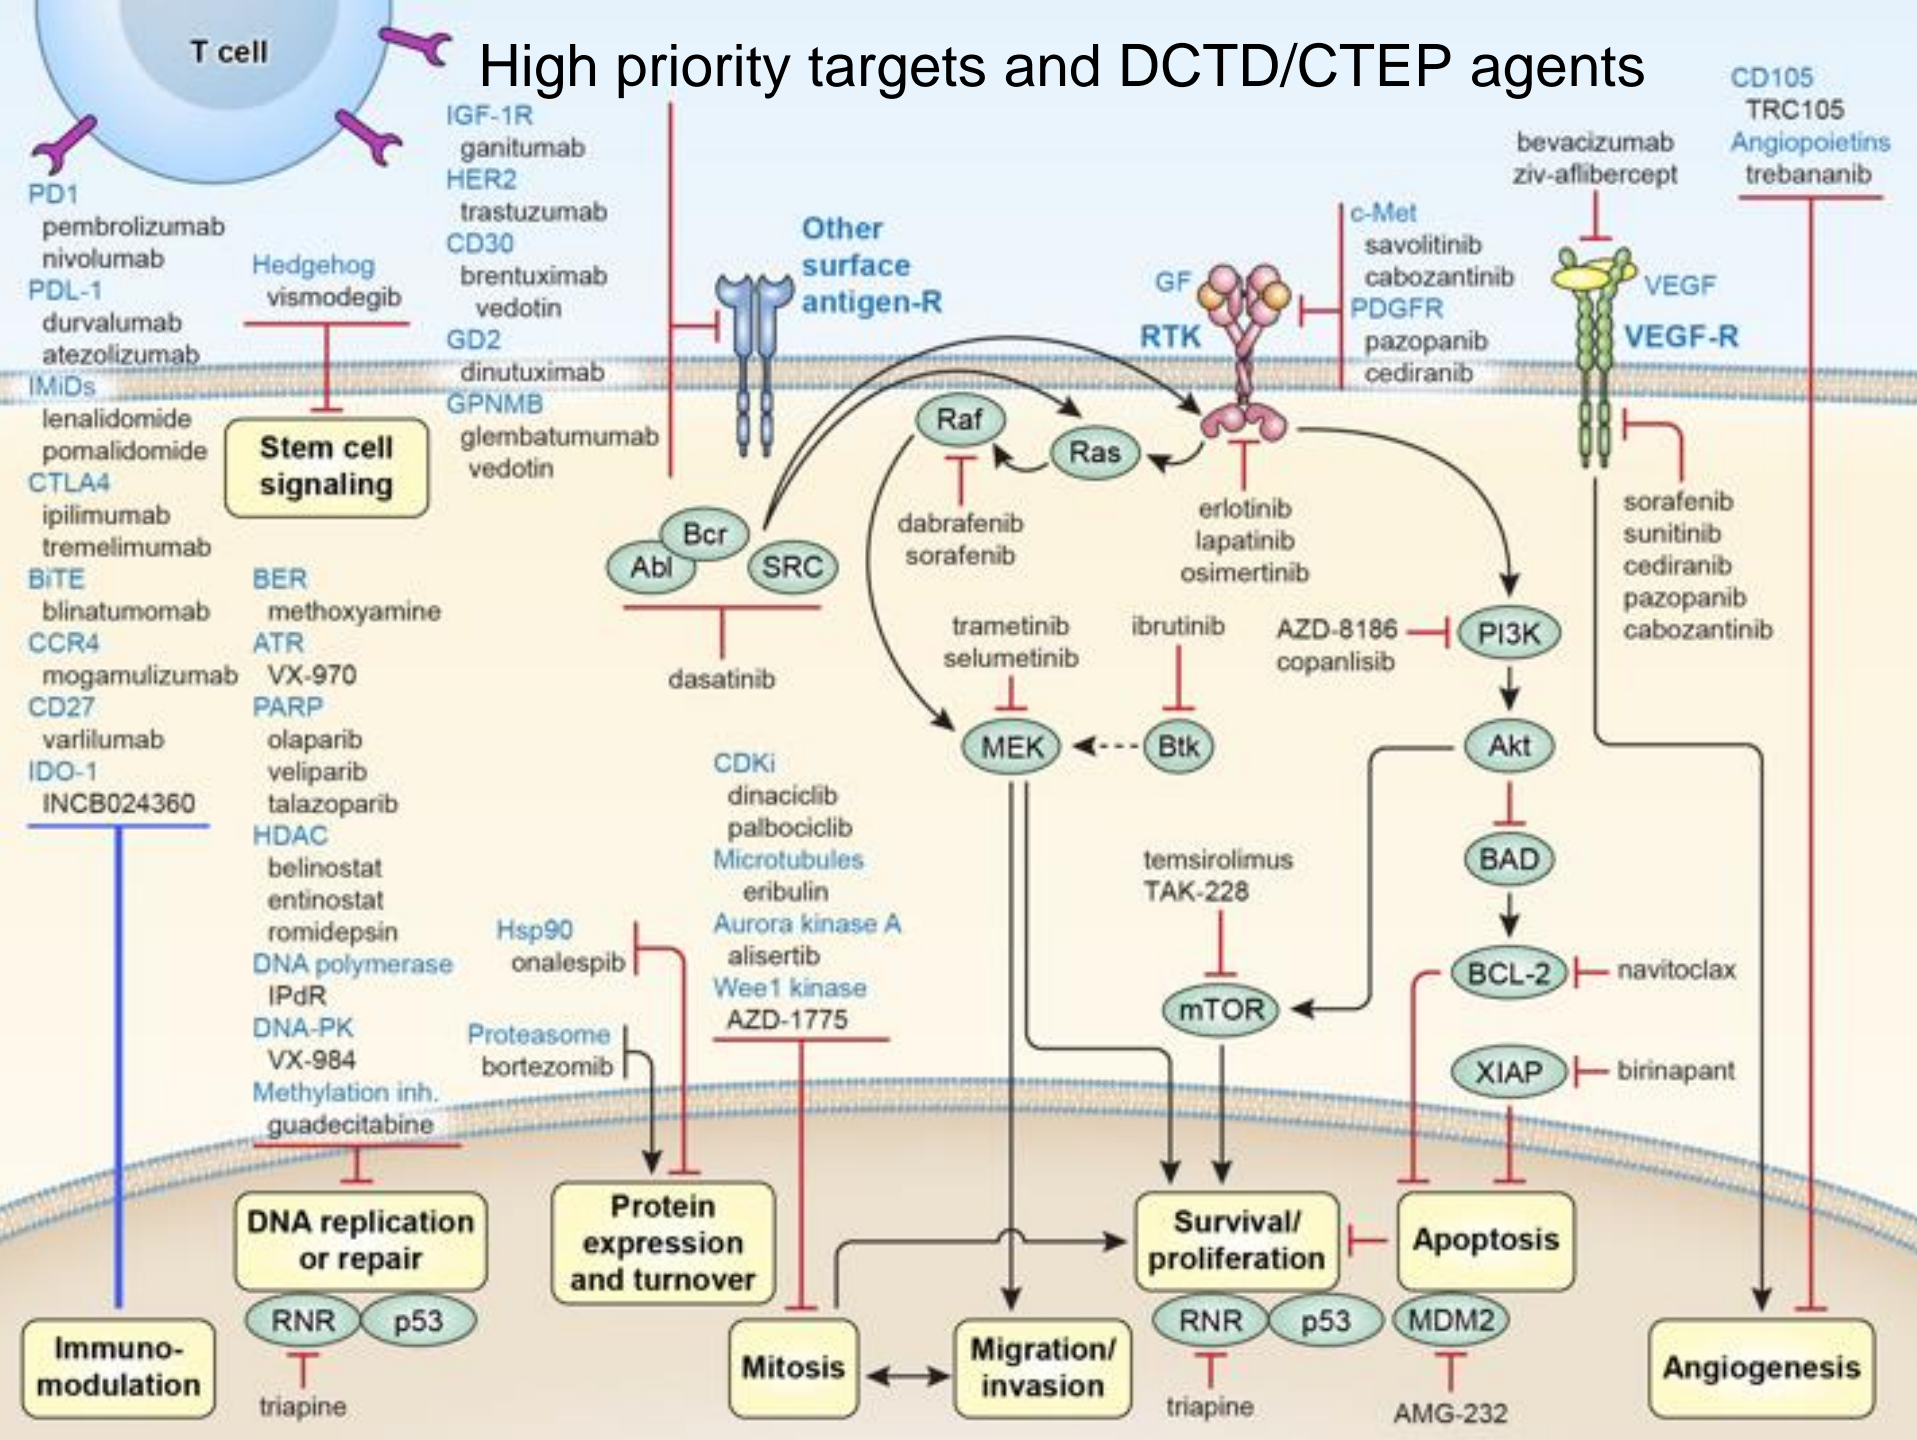 High priority targets and DCTD/CTEP agents
T cell
PD1
pembrolizumab
nivolumab
PDL-1
durvalumab
atezolizumab
IMiDs
lenalidomide
pomalidomide
CTLA4
ipilimumab
tremelimumab
BiTE
blinatumomab
CCR4
mogamulizumab
CD27
varlilumab
IDO-1
INCB024360
Immuno-
modulation
Hedgehog
vismodegib
Stem cell
signaling
BER
methoxyamine
ATR
VX-970
PARP
olaparib
veliparib
talazoparib
HDAC
belinostat
entinostat
romidepsin
DNA polymerase
IPdR
DNA-PK
VX-984
Methylation inh.
guadecitabine
DNA replication
or repair
RNR
p53
triapine
IGF-1R
ganitumab
HER2
trastuzumab
CD30
brentuximab
vedotin
GD2
dinutuximab
GPNMB
glembatumumab
vedotin
Other
surface
antigen-R
Bcr
Abl
SRC
dasatinib
Hsp90
onalespib
Proteasome
bortezomib
Protein
expression
and turnover
CDKi
dinaciclib
palbociclib
Microtubules
eribulin
Aurora kinase A
alisertib
Wee1 kinase
AZD-1775
Mitosis
Raf
Ras
dabrafenib
sorafenib
GF
RTK
erlotinib
lapatinib
osimertinib
c-Met
savolitinib
cabozantinib
PDGFR
pazopanib
cediranib
trametinib
selumetinib
ibrutinib
MEK
Btk
AZD-8186
copanlisib
PI3K
Akt
BAD
BCL-2
navitoclax
XIAP
birinapant
temsirolimus
TAK-228
mTOR
Migration/
invasion
Survival/
proliferation
RNR
p53
triapine
Apoptosis
MDM2
AMG-232
bevacizumab
ziv-aflibercept
VEGF
VEGF-R
sorafenib
sunitinib
cediranib
pazopanib
cabozantinib
CD105
TRC105
Angiopoietins
trebananib
Angiogenesis